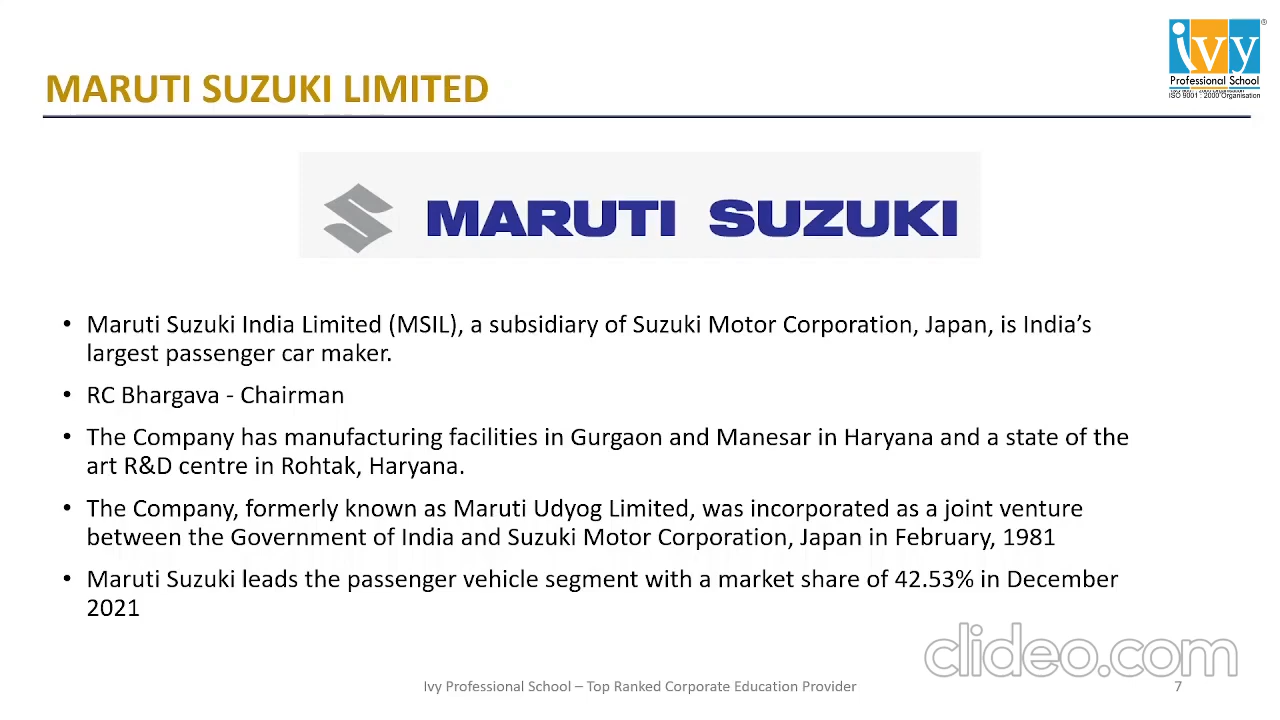 ivy
Professional School
ISO 9001 : 2000 Organisation
MARUTI SUZUKI LIMITED
MARUTI SUZUKI
• Maruti Suzuki India Limited (MSIL), a subsidiary of Suzuki Motor Corporation, Japan, is India’s
largest passenger car maker.
• RC Bhargava - Chairman
• The Company has manufacturing facilities in Gurgaon and Manesar in Haryana and a state of the
art R&D centre in Rohtak, Haryana.
• The Company, formerly known as Maruti Udyog Limited, was incorporated as a joint venture
between the Government of India and Suzuki Motor Corporation, Japan in February, 1981
• Maruti Suzuki leads the passenger vehicle segment with a market share of 42.53% in December
2021
clideo.com
Ivy Professional School – Top Ranked Corporate Education Provider
7